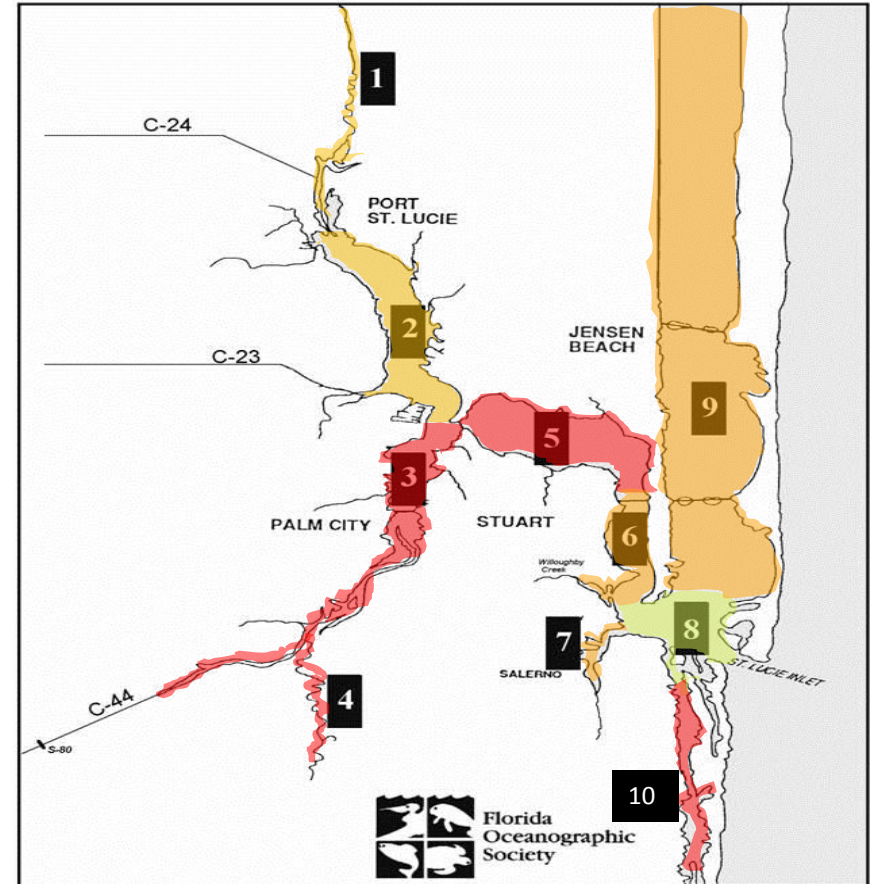 1
C-24
PORT
ST. LUCIE
2
JENSEN
BEACH
C-23
9
5
3
PALM CITY
STUART
6
Willoughby
Creek
8
7
SALERNO
ST. LUCIE INLET
4
C-44
S-80
10
Florida
Oceanographic
Society